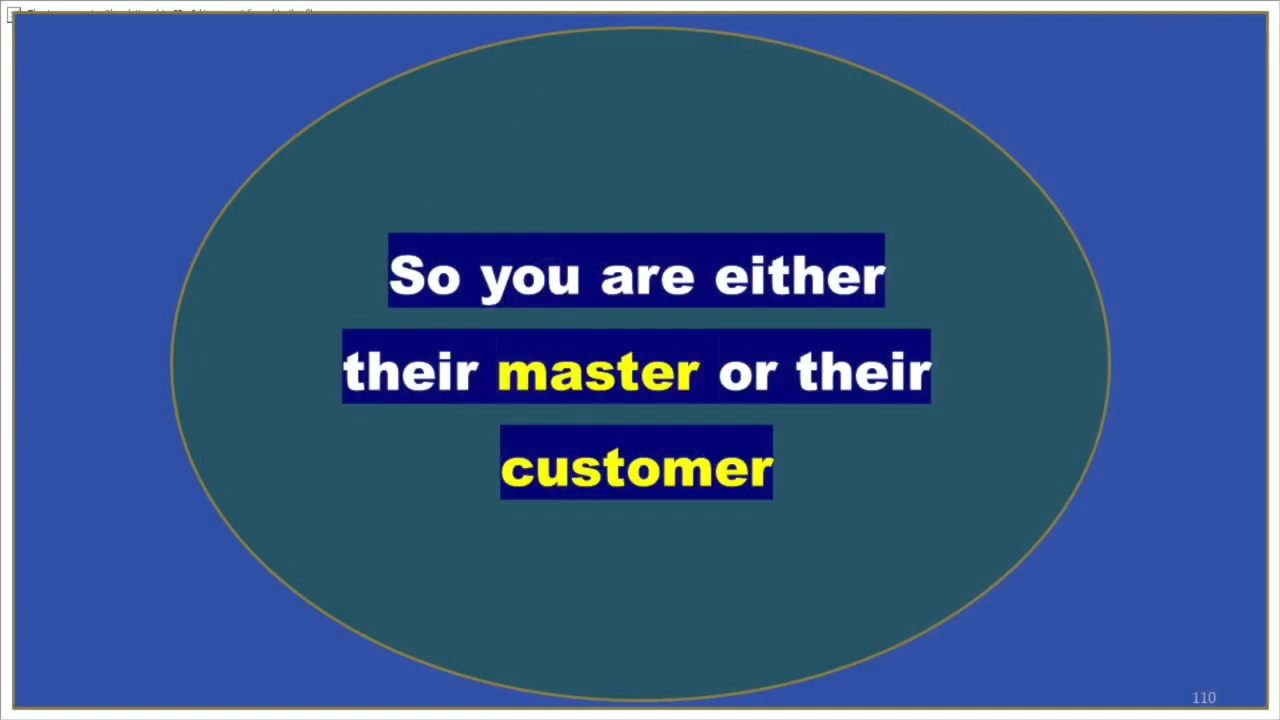 So you are either
their master or their
customer
110